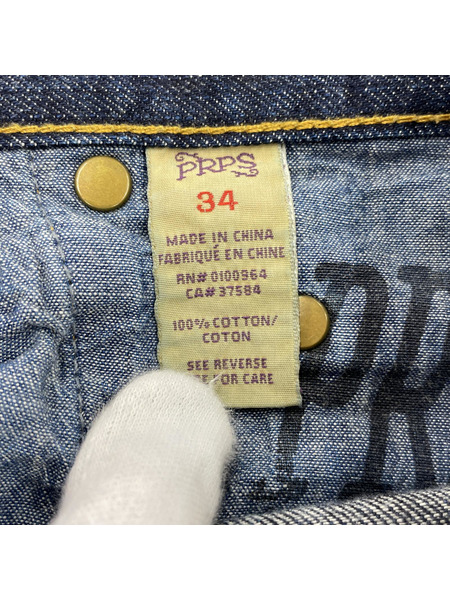 PRPS
34
MADE IN CHINA
FABRIQUÉ EN CHINE
RN# 0100964
CA# 37584
100% COTTON/
COTON
SEE REVERSE
FOR CARE
PR